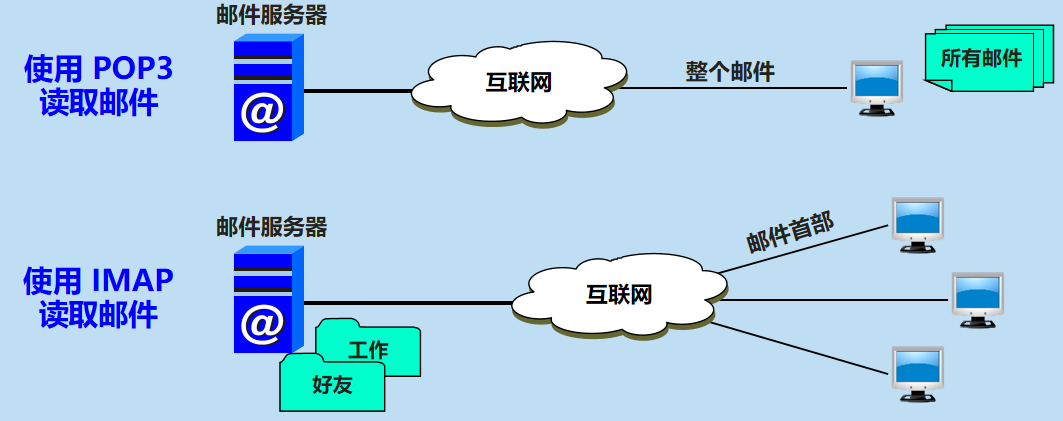 邮件服务器
使用 POP3
读取邮件
@
互联网
整个邮件
所有邮件
邮件服务器
使用 IMAP
读取邮件
@
互联网
邮件首部
工作
好友